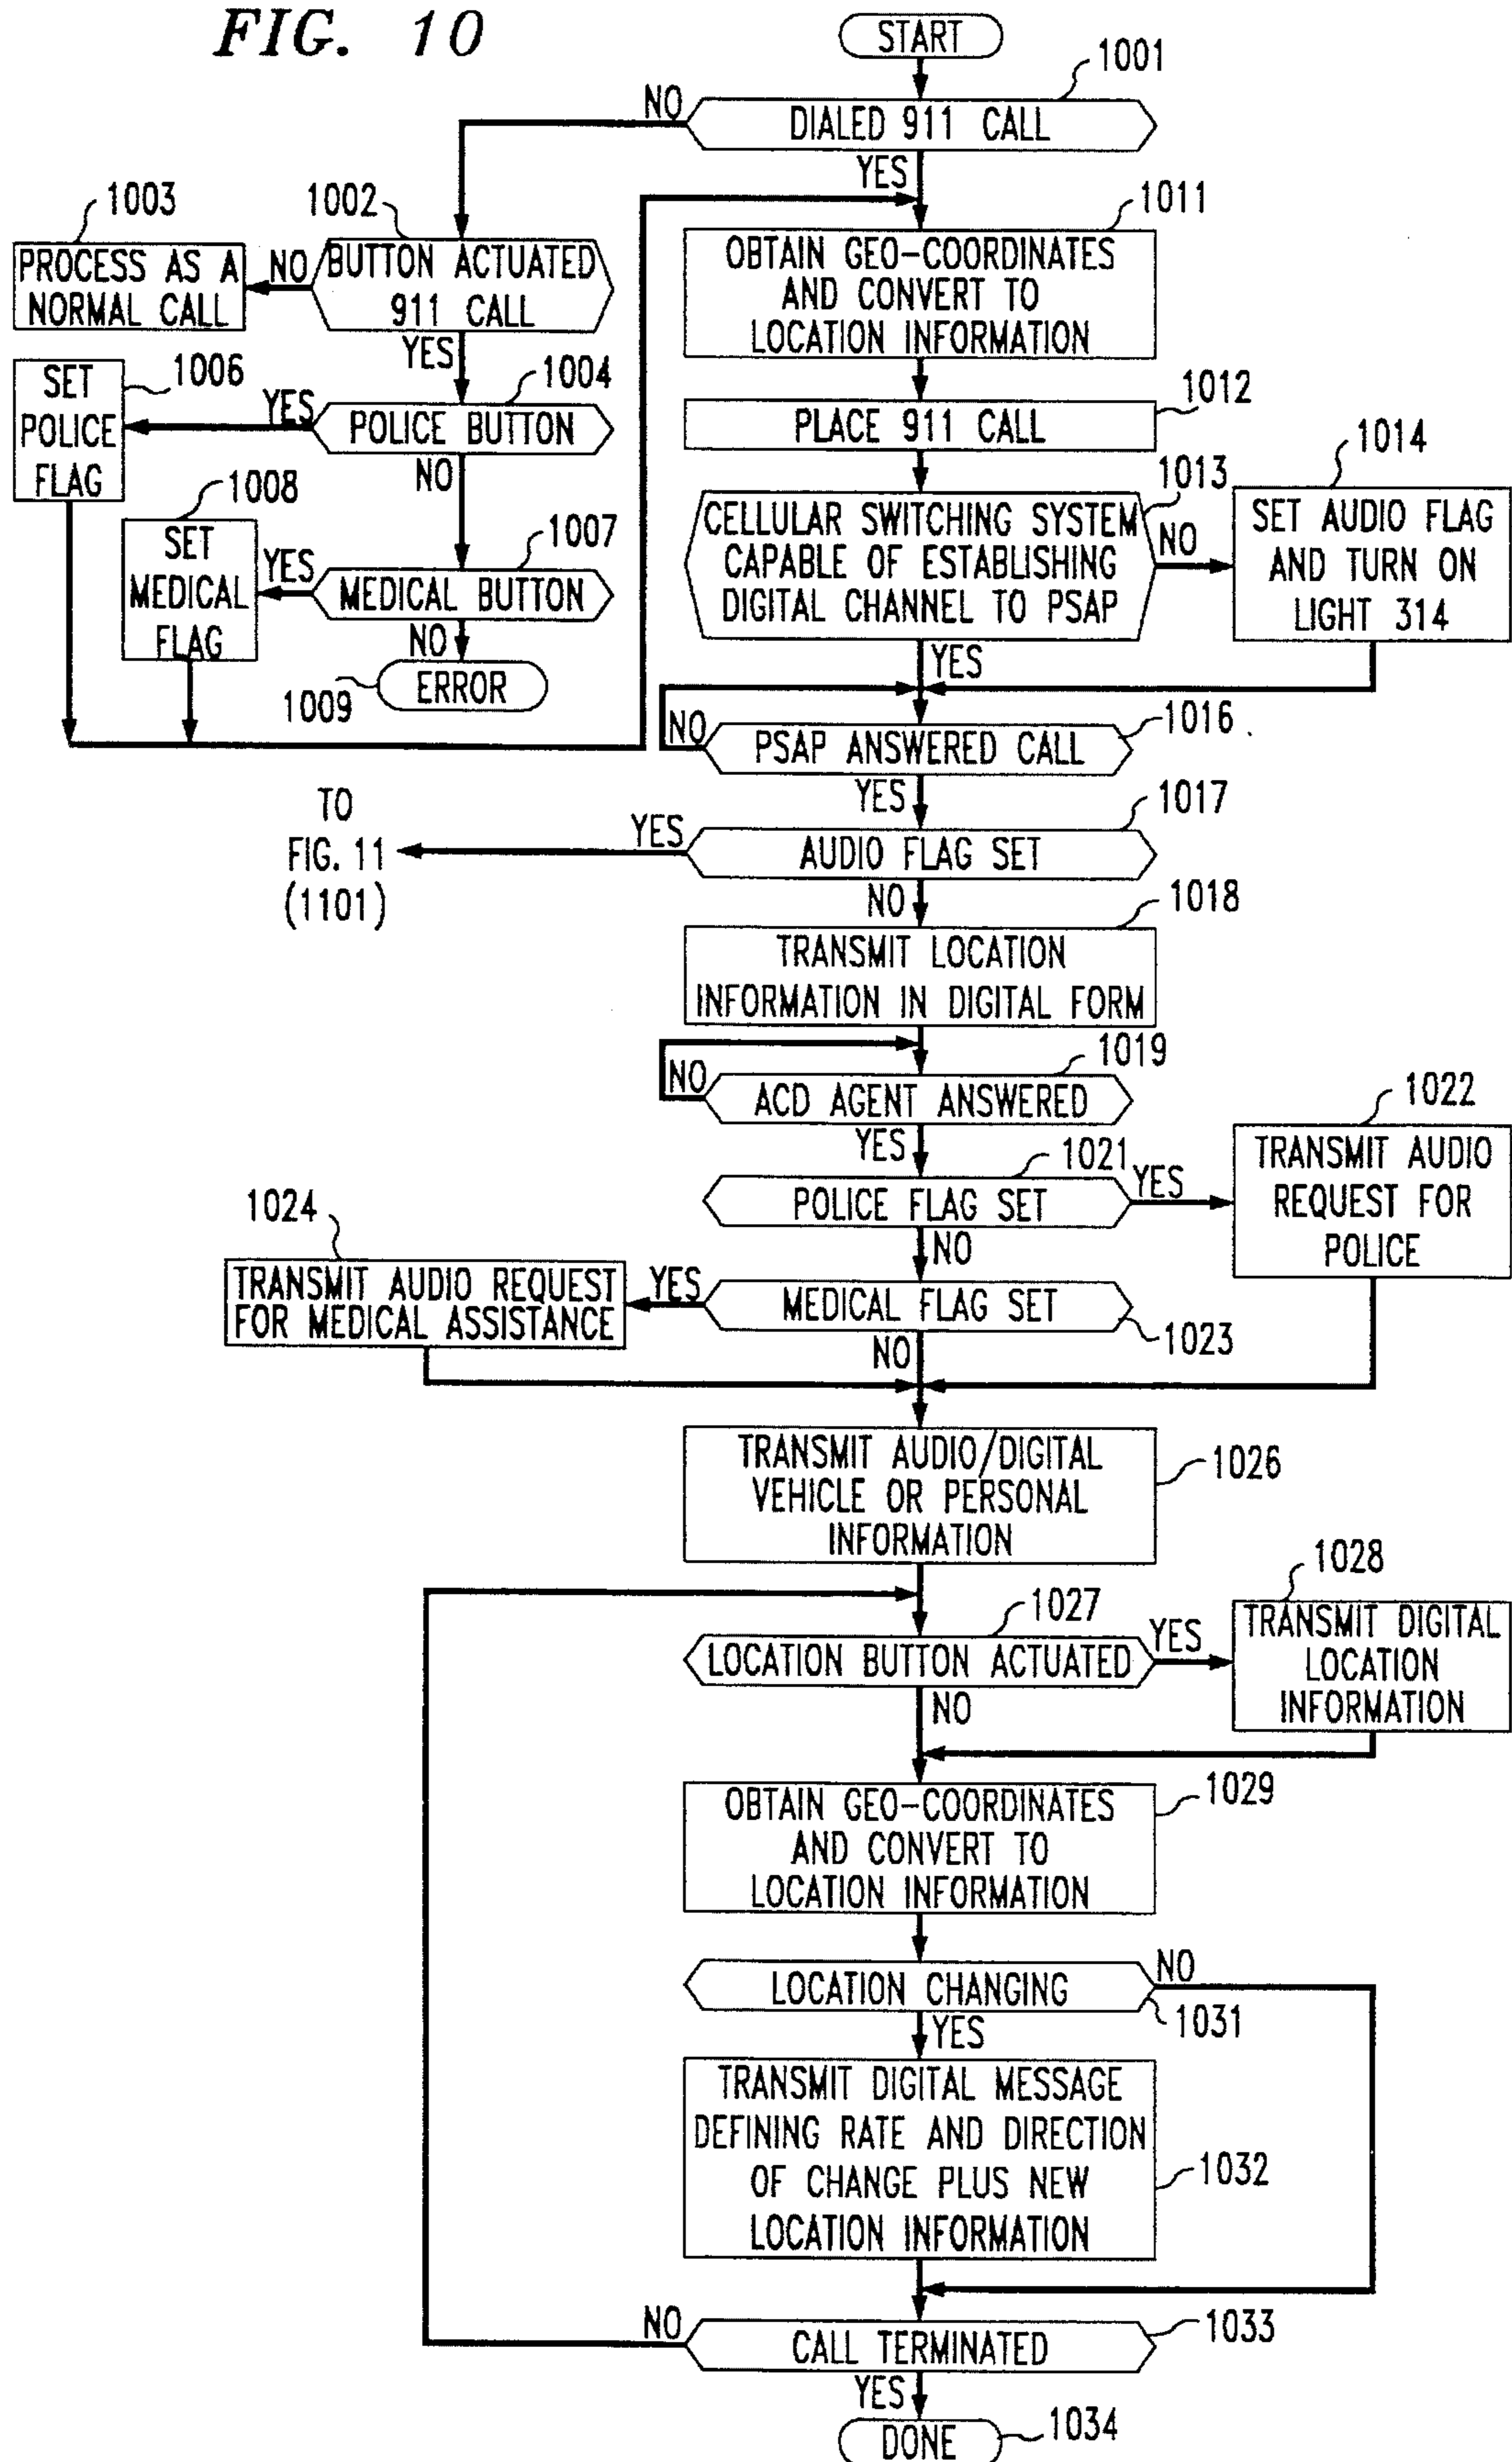 FIG. 10
START
1001
DIALED 911 CALL
NO
YES
1003
PROCESS AS A
NORMAL CALL
NO
1002
BUTTON ACTUATED
911 CALL
YES
1006
SET
POLICE
FLAG
YES
1004
POLICE BUTTON
NO
1008
SET
MEDICAL
FLAG
YES
1007
MEDICAL BUTTON
NO
1009
ERROR
1011
OBTAIN GEO-COORDINATES
AND CONVERT TO
LOCATION INFORMATION
1012
PLACE 911 CALL
1013
CELLULAR SWITCHING SYSTEM
CAPABLE OF ESTABLISHING
DIGITAL CHANNEL TO PSAP
NO
YES
1014
SET AUDIO FLAG
AND TURN ON
LIGHT 314
1016
NO
PSAP ANSWERED CALL
YES
1017
YES
AUDIO FLAG SET
NO
TO
FIG. 11
(1101)
1018
TRANSMIT LOCATION
INFORMATION IN DIGITAL FORM
1019
NO
ACD AGENT ANSWERED
YES
1021
POLICE FLAG SET
YES
NO
1022
TRANSMIT AUDIO
REQUEST FOR
POLICE
1024
TRANSMIT AUDIO REQUEST
FOR MEDICAL ASSISTANCE
YES
MEDICAL FLAG SET
1023
NO
TRANSMIT AUDIO/DIGITAL
VEHICLE OR PERSONAL
INFORMATION
1026
1027
LOCATION BUTTON ACTUATED
YES
NO
1028
TRANSMIT DIGITAL
LOCATION
INFORMATION
1029
OBTAIN GEO-COORDINATES
AND CONVERT TO
LOCATION INFORMATION
LOCATION CHANGING
NO
1031
YES
TRANSMIT DIGITAL MESSAGE
DEFINING RATE AND DIRECTION
OF CHANGE PLUS NEW
LOCATION INFORMATION
1032
NO
CALL TERMINATED
1033
YES
DONE
1034